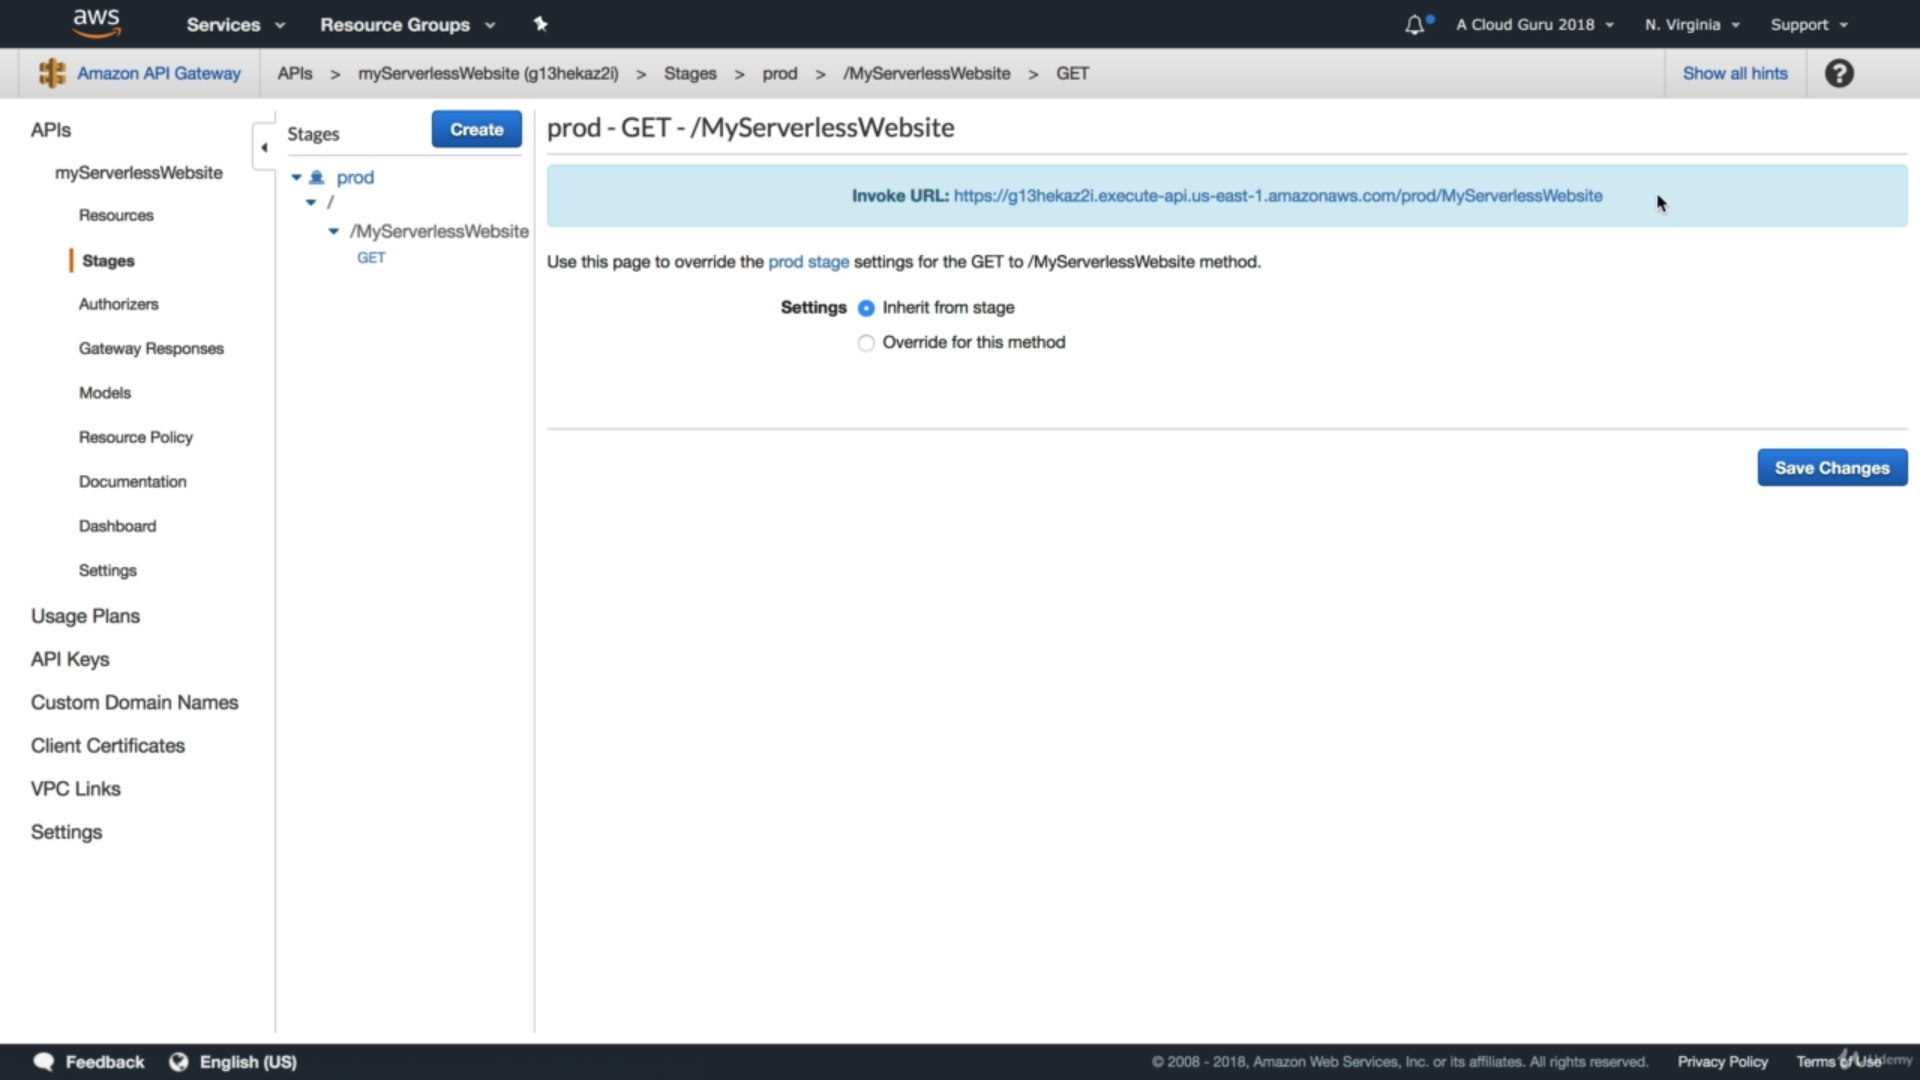 aws
Services
Resource Groups
A Cloud Guru 2018
N. Virginia
Support
Amazon API Gateway
APIs > myServerlessWebsite (g13hekaz2i) > Stages > prod > /MyServerlessWebsite > GET
Show all hints
?
APIs
myServerlessWebsite
Resources
Stages
Authorizers
Gateway Responses
Models
Resource Policy
Documentation
Dashboard
Settings
Usage Plans
API Keys
Custom Domain Names
Client Certificates
VPC Links
Settings
Stages
Create
prod
/
/MyServerlessWebsite
GET
prod - GET - /MyServerlessWebsite
Invoke URL: https://g13hekaz2i.execute-api.us-east-1.amazonaws.com/prod/MyServerlessWebsite
Use this page to override the prod stage settings for the GET to /MyServerlessWebsite method.
Settings
Inherit from stage
Override for this method
Save Changes
Feedback
English (US)
© 2008 - 2018, Amazon Web Services, Inc. or its affiliates. All rights reserved.
Privacy Policy
Terms of Use